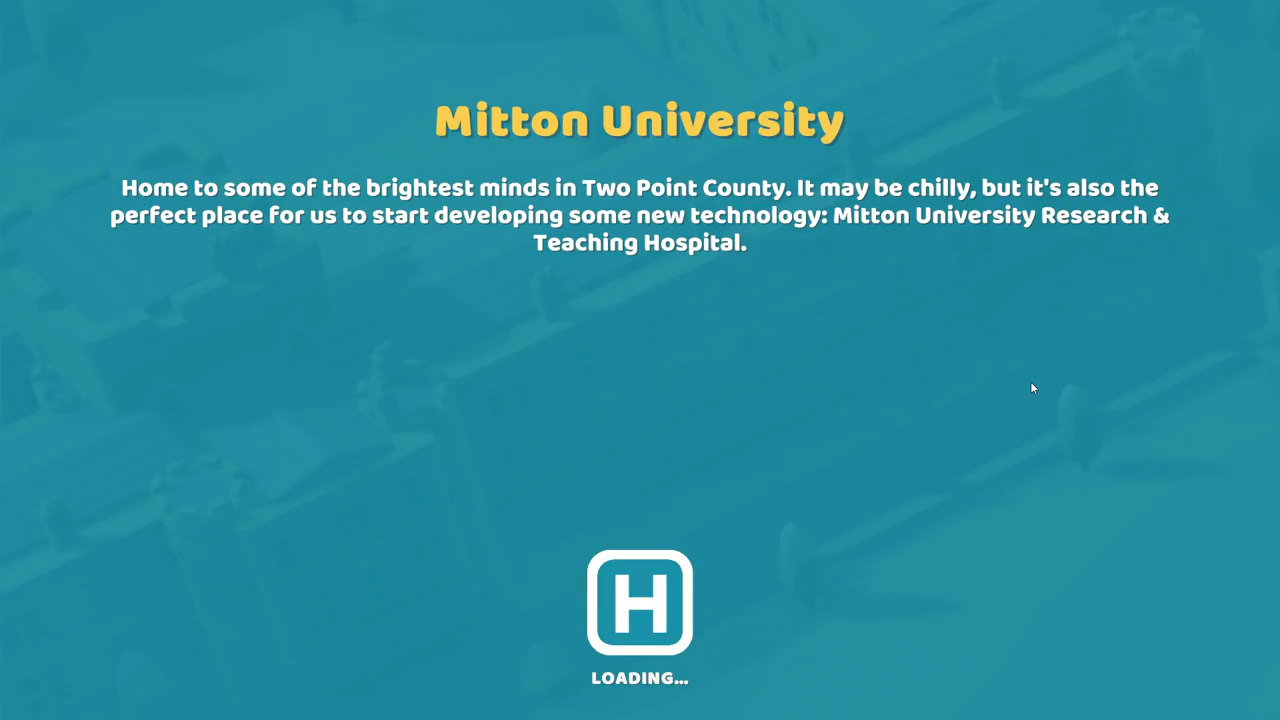 Mitton University
Home to some of the brightest minds in Two Point County. It may be chilly, but it's also the
perfect place for us to start developing some new technology: Mitton University Research &
Teaching Hospital.
H
LOADING...